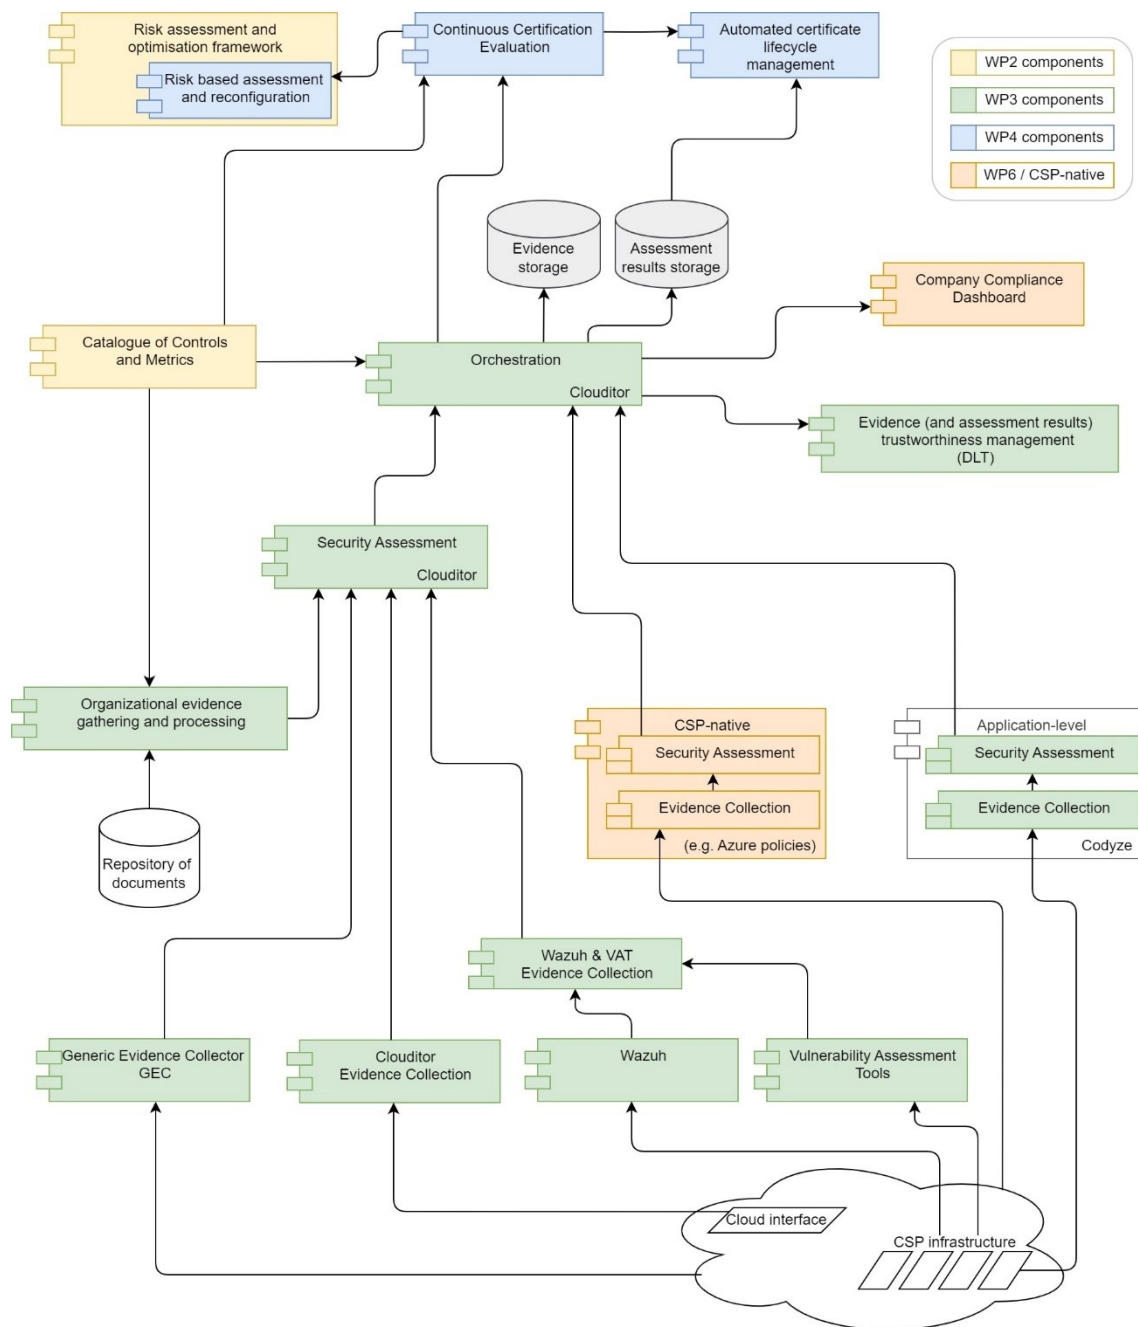 Risk assessment and
optimisation framework
Risk based assessment
and reconfiguration
Continuous Certification
Evaluation
Automated certificate
lifecycle
management
WP2 components
WP3 components
WP4 components
WP6 / CSP-native
Evidence
storage
Assessment
results storage
Company Compliance
Dashboard
Catalogue of Controls
and Metrics
Orchestration
Clouditor
Evidence (and assessment results)
trustworthiness management
(DLT)
Security Assessment
Clouditor
Organizational evidence
gathering and processing
CSP-native
Security Assessment
Evidence Collection
(e.g. Azure policies)
Application-level
Security Assessment
Evidence Collection
Codyze
Repository of
documents
Wazuh & VAT
Evidence Collection
Generic Evidence Collector
GEC
Clouditor
Evidence Collection
Wazuh
Vulnerability Assessment
Tools
Cloud interface
CSP infrastructure